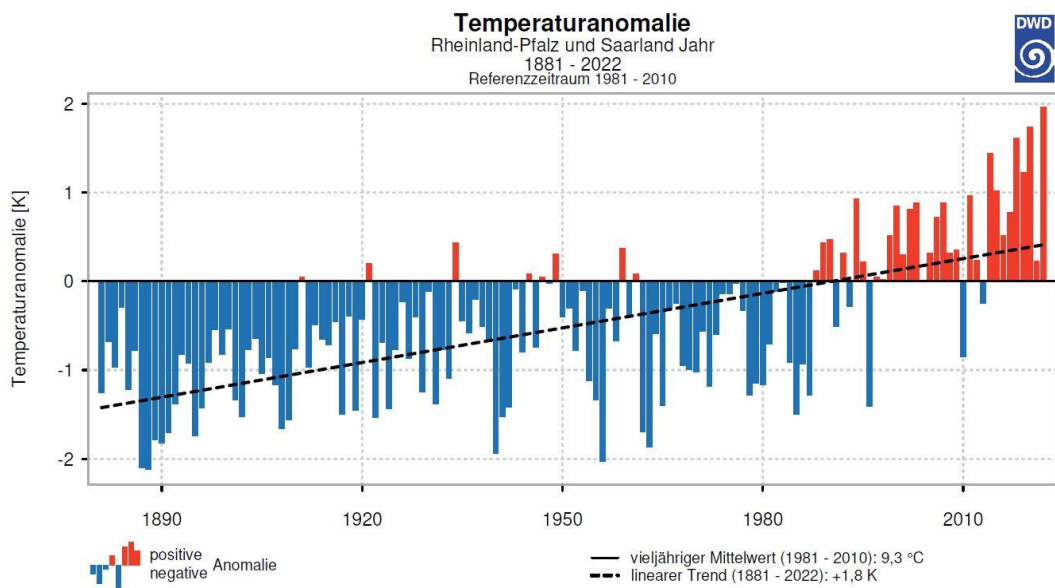 Temperaturanomalie
Rheinland-Pfalz und Saarland Jahr
1881 - 2022
Referenzzeitraum 1981 - 2010
DWD
Temperaturanomalie [K]
2
1
0
-1
-2
1890 1920 1950 1980 2010
positive
negative Anomalie
vieljähriger Mittelwert (1981 - 2010): 9,3 °C
linearer Trend (1881 - 2022): +1,8 K